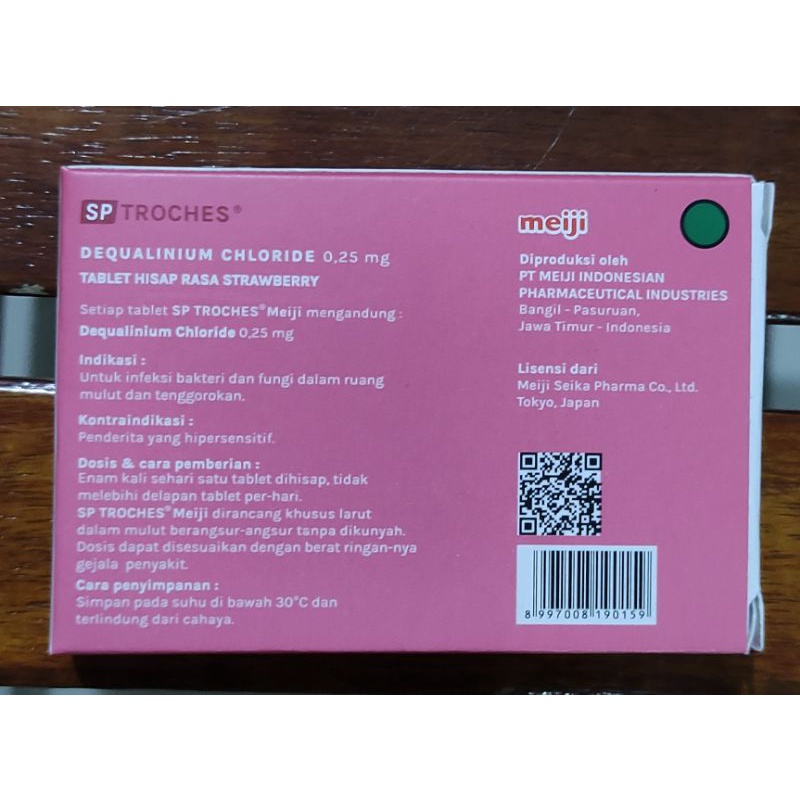 SP TROCHES®
DEQUALINIUM CHLORIDE 0,25 mg
TABLET HISAP RASA STRAWBERRY
Setiap tablet SP TROCHES® Meiji mengandung :
Dequalinium Chloride 0,25 mg
Indikasi :
Untuk infeksi bakteri dan fungi dalam ruang
mulut dan tenggorokan.
Kontraindikasi :
Penderita yang hipersensitif.
Dosis & cara pemberian :
Enam kali sehari satu tablet dihisap, tidak
melebihi delapan tablet per-hari.
SP TROCHES® Meiji dirancang khusus larut
dalam mulut berangsur-angsur tanpa dikunyah.
Dosis dapat disesuaikan dengan berat ringan-nya
gejala penyakit.
Cara penyimpanan :
Simpan pada suhu di bawah 30°C dan
terlindung dari cahaya.
meiji
Diproduksi oleh
PT MEIJI INDONESIAN
PHARMACEUTICAL INDUSTRIES
Bangil - Pasuruan,
Jawa Timur - Indonesia
Lisensi dari
Meiji Seika Pharma Co., Ltd.
Tokyo, Japan
8 997008 190159